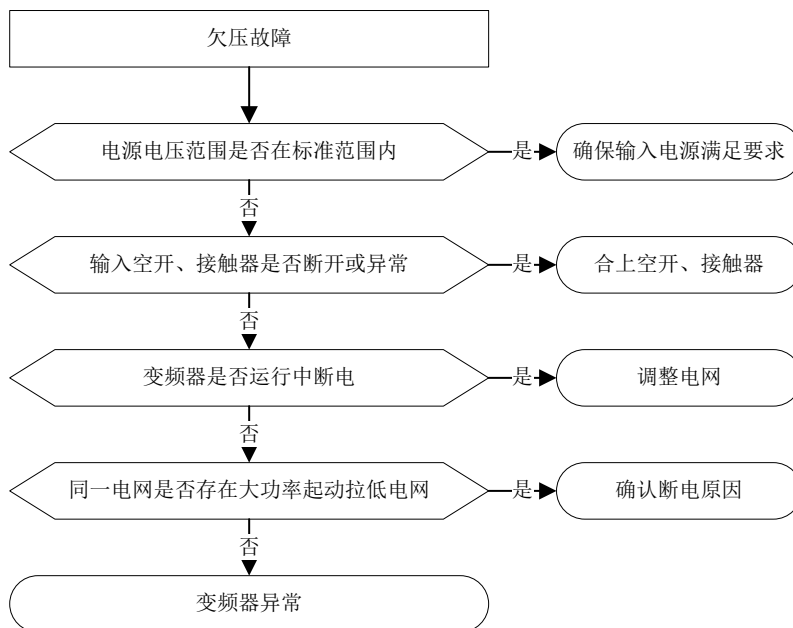 欠压故障
电源电压范围是否在标准范围内
是
确保输入电源满足要求
否
输入空开、接触器是否断开或异常
是
合上空开、接触器
否
变频器是否运行中断电
是
调整电网
否
同一电网是否存在大功率起动拉低电网
是
确认断电原因
否
变频器异常